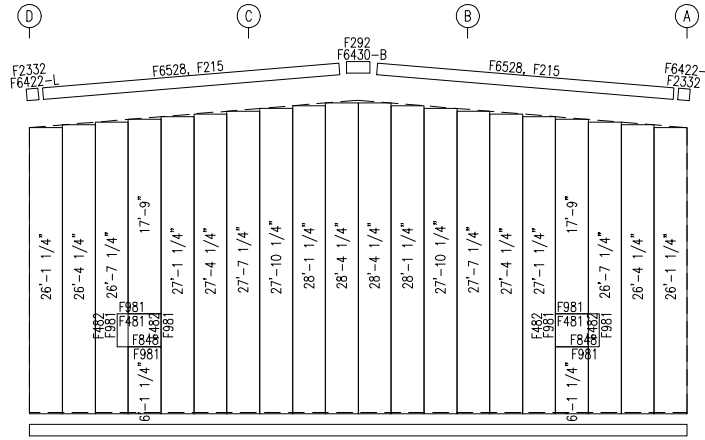 D
C
B
A
F292
F6430-B
F2332
F6422-L
F6528, F215
F6528, F215
F6422-
F2332
26'-1 1/4"
26'-4 1/4"
26'-7 1/4"
17'-9"
27'-1 1/4"
27'-4 1/4"
27'-7 1/4"
27'-10 1/4"
28'-1 1/4"
28'-4 1/4"
28'-4 1/4"
28'-1 1/4"
27'-10 1/4"
27'-7 1/4"
27'-4 1/4"
27'-1 1/4"
17'-9"
26'-7 1/4"
26'-4 1/4"
26'-1 1/4"
F981
F482
F981
F481
F482
F981
F848
F981
6'-1 1/4"
F981
F482
F981
F481
F482
F981
F848
F981
6'-1 1/4"